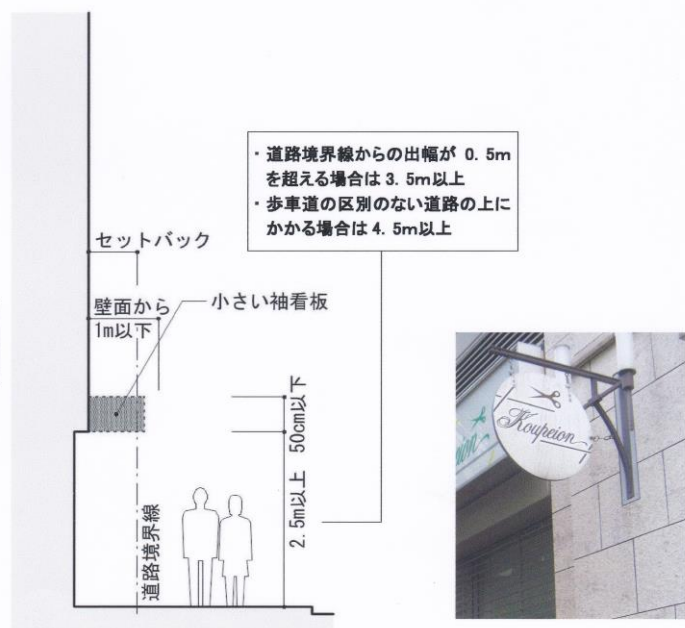 ・道路境界線からの出幅が 0.5m
を超える場合は3.5m以上
・歩車道の区別のない道路の上に
かかる場合は4.5m以上
セットバック
壁面から
1m以下
小さい袖看板
50cm以下
2.5m以上
道路境界線
Koupeion
ion